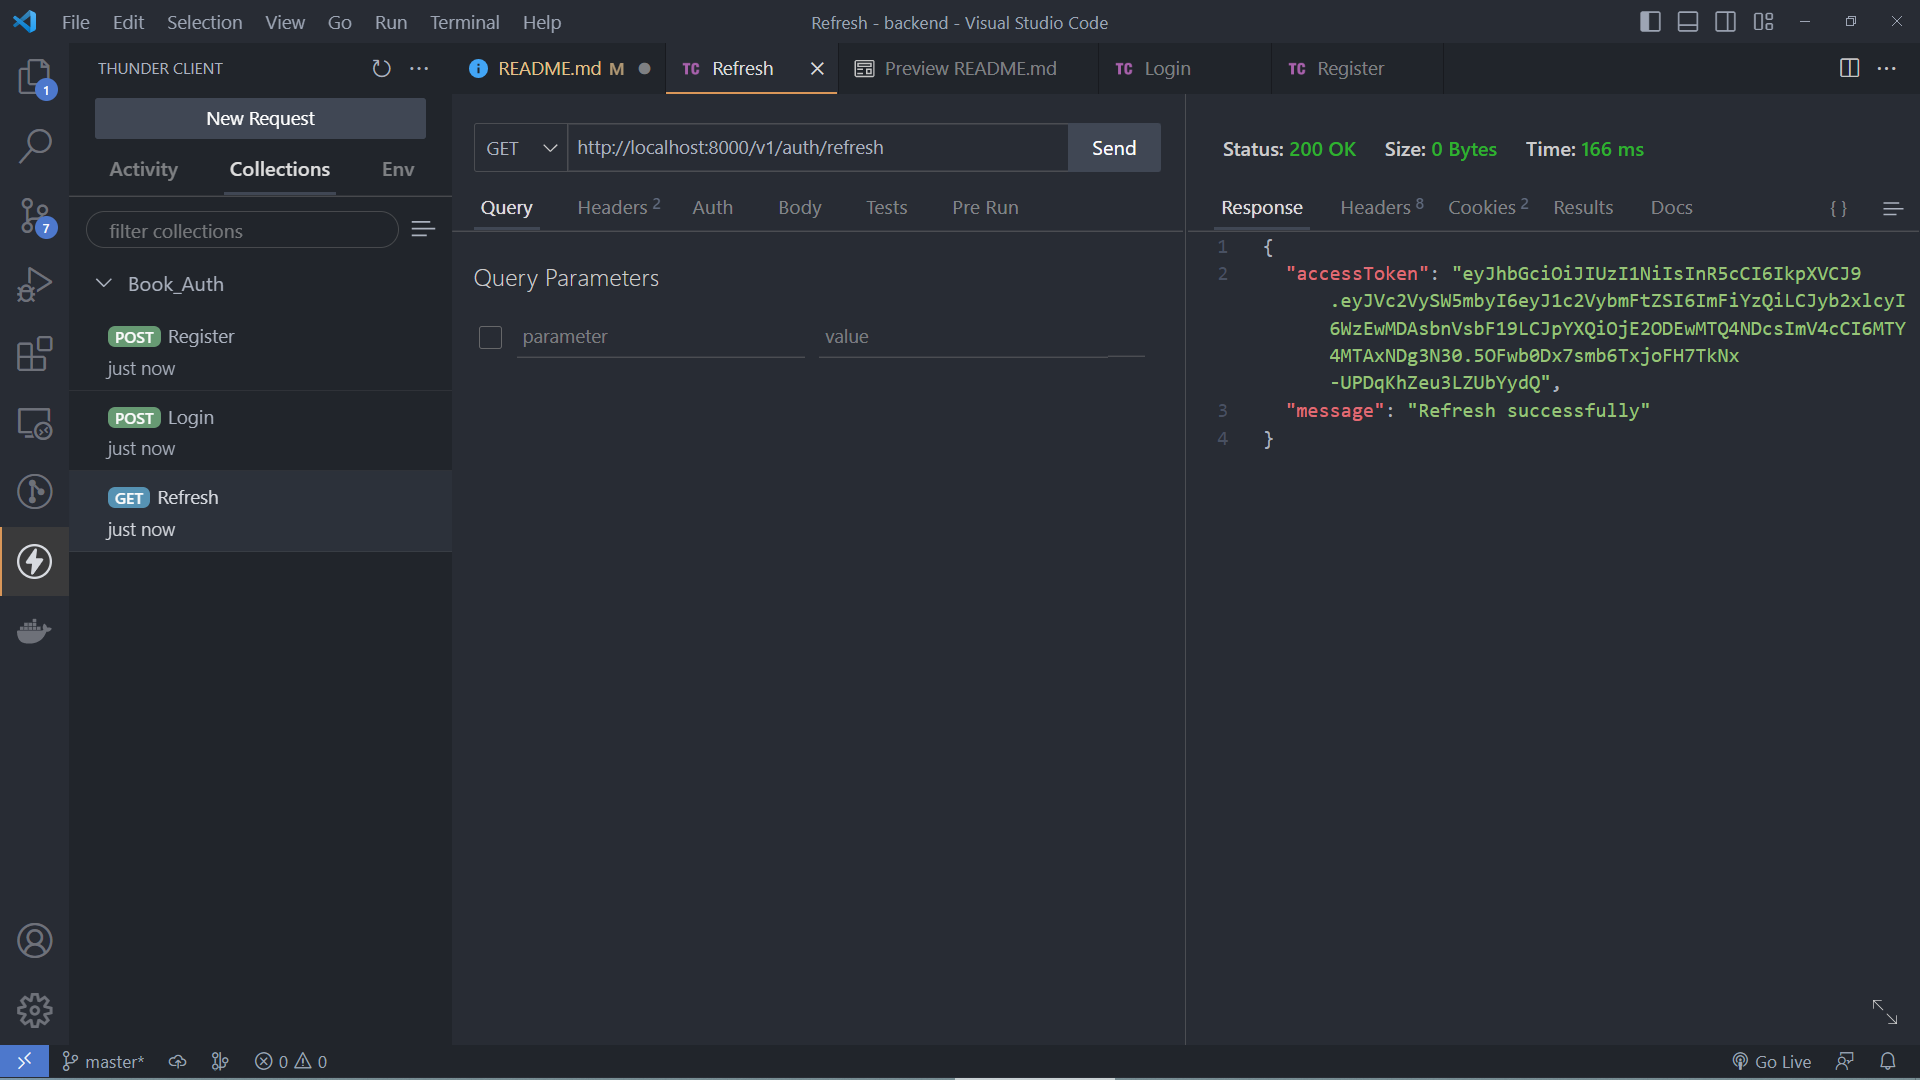 File Edit Selection View Go Run Terminal Help
Refresh - backend - Visual Studio Code
1
7
THUNDER CLIENT
New Request
Activity Collections Env
filter collections
Book_Auth
POST Register
just now
POST Login
just now
GET Refresh
just now
README.md M
TC Refresh
Preview README.md
TC Login
TC Register
GET http://localhost:8000/v1/auth/refresh Send
Query Headers 2 Auth Body Tests Pre Run
Query Parameters
parameter value
Status: 200 OK Size: 0 Bytes Time: 166 ms
Response Headers 8 Cookies 2 Results Docs { }
1 {
2 "accessToken": "eyJhbGciOiJIUzI1NiIsInR5cCI6IkpXVCJ9
.eyJVc2VySW5mbyI6eyJ1c2VybmFtZSI6ImFiYzQiLCJyb2xlcyI
6WzEwMDAsbnVsbF19LCJpYXQiOjE2ODEwMTQ4NDcsImV4cCI6MTY
4MTAxNDg3N30.5OFwb0Dx7smb6TxjoFH7TkNx
-UPDqKhZeu3LZUbYydQ",
3 "message": "Refresh successfully"
4 }
master* 0 0
Go Live